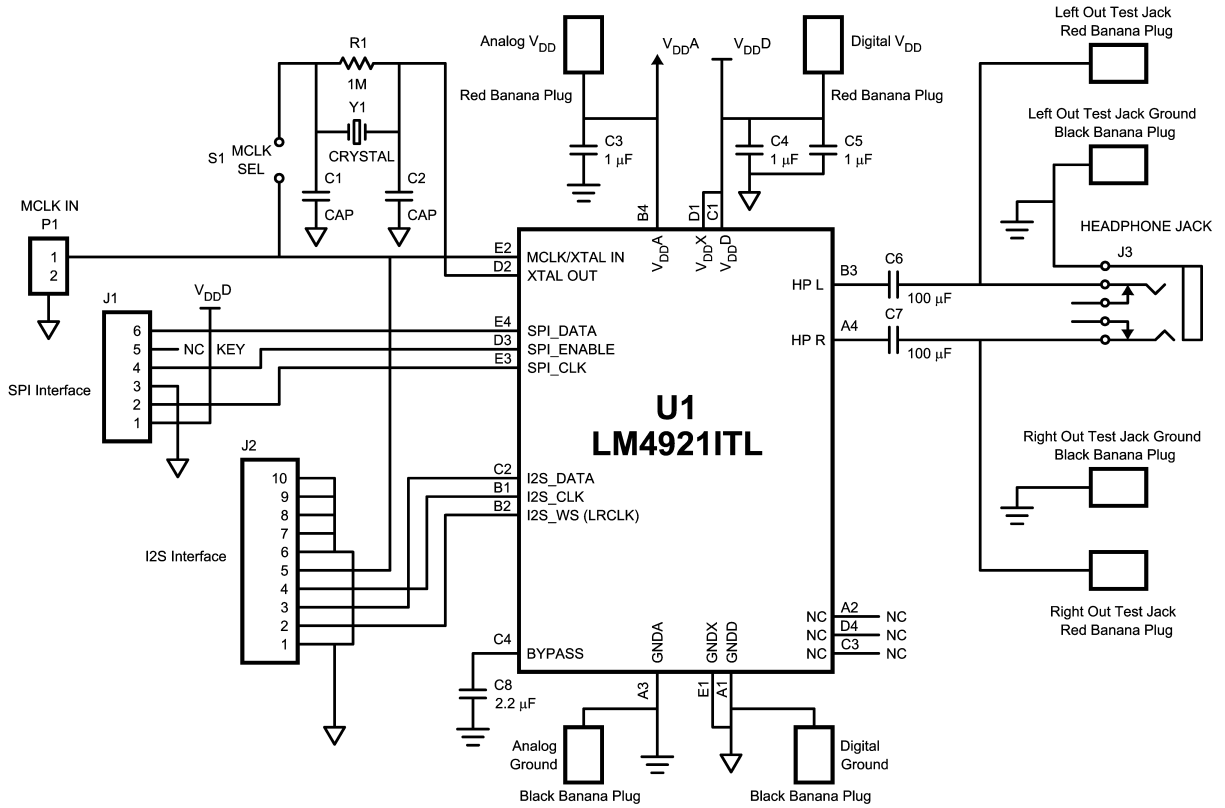 Analog VDD
Red Banana Plug
VDDA
VDDD
Digital VDD
Red Banana Plug
Left Out Test Jack
Red Banana Plug
Left Out Test Jack Ground
Black Banana Plug
HEADPHONE JACK
J3
R1
1M
Y1
CRYSTAL
S1
MCLK
SEL
C1
CAP
C2
CAP
C3
1 µF
C4
1 µF
C5
1 µF
MCLK IN
P1
1
2
B4
D1
C1
VDDA
VDDX
VDDD
E2
MCLK/XTAL IN
D2
XTAL OUT
HP L
B3
C6
100 µF
HP R
A4
C7
100 µF
J1
VDDD
SPI Interface
6
5
NC
KEY
4
3
2
1
E4
SPI_DATA
D3
SPI_ENABLE
E3
SPI_CLK
U1
LM4921ITL
J2
I2S Interface
10
9
8
7
6
5
4
3
2
1
C2
I2S_DATA
B1
I2S_CLK
B2
I2S_WS (LRCLK)
Right Out Test Jack Ground
Black Banana Plug
Right Out Test Jack
Red Banana Plug
NC
A2
NC
NC
D4
NC
NC
C3
NC
C4
BYPASS
C8
2.2 µF
GNDA
GNDX
GNDD
A3
E1
A1
Analog
Ground
Black Banana Plug
Digital
Ground
Black Banana Plug